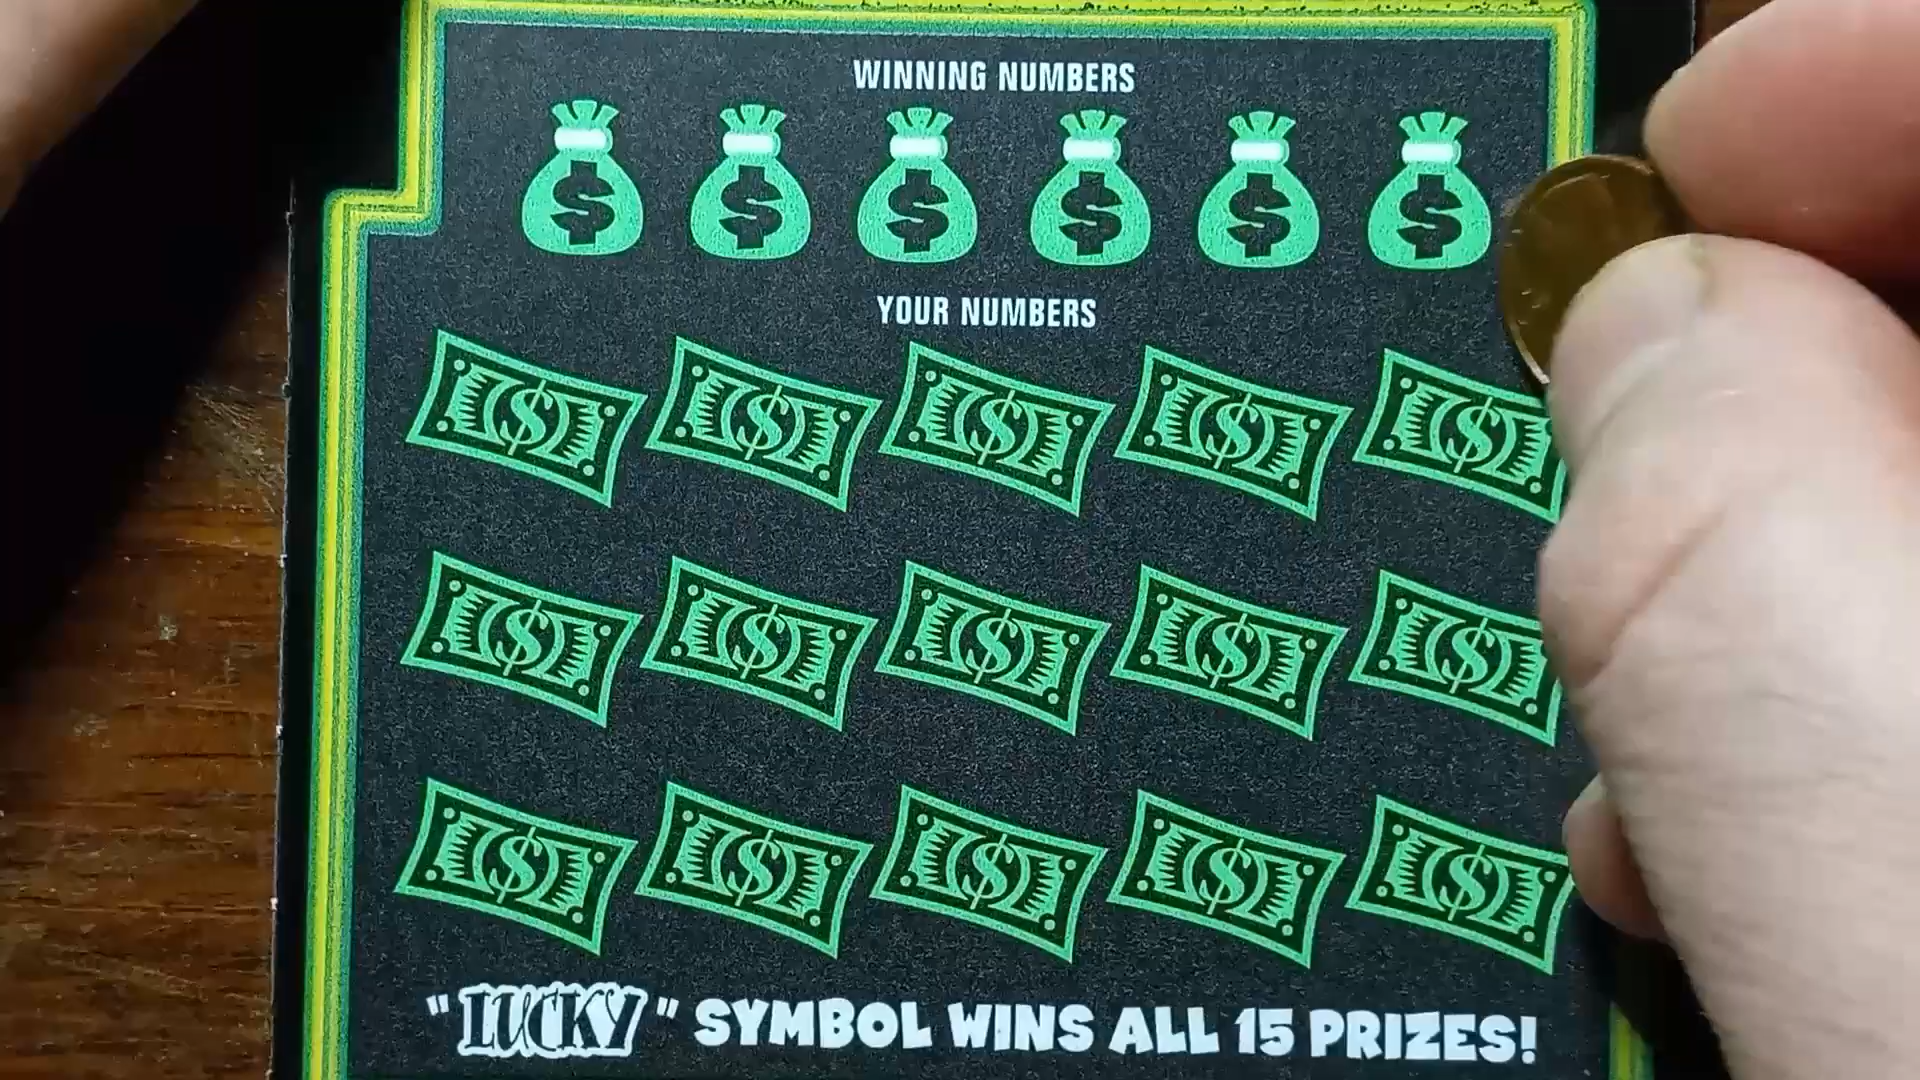 WINNING NUMBERS
$ $ $ $ $ $
YOUR NUMBERS
$ $ $ $ $
$ $ $ $ $
$ $ $ $ $
"LUCKY" SYMBOL WINS ALL 15 PRIZES!